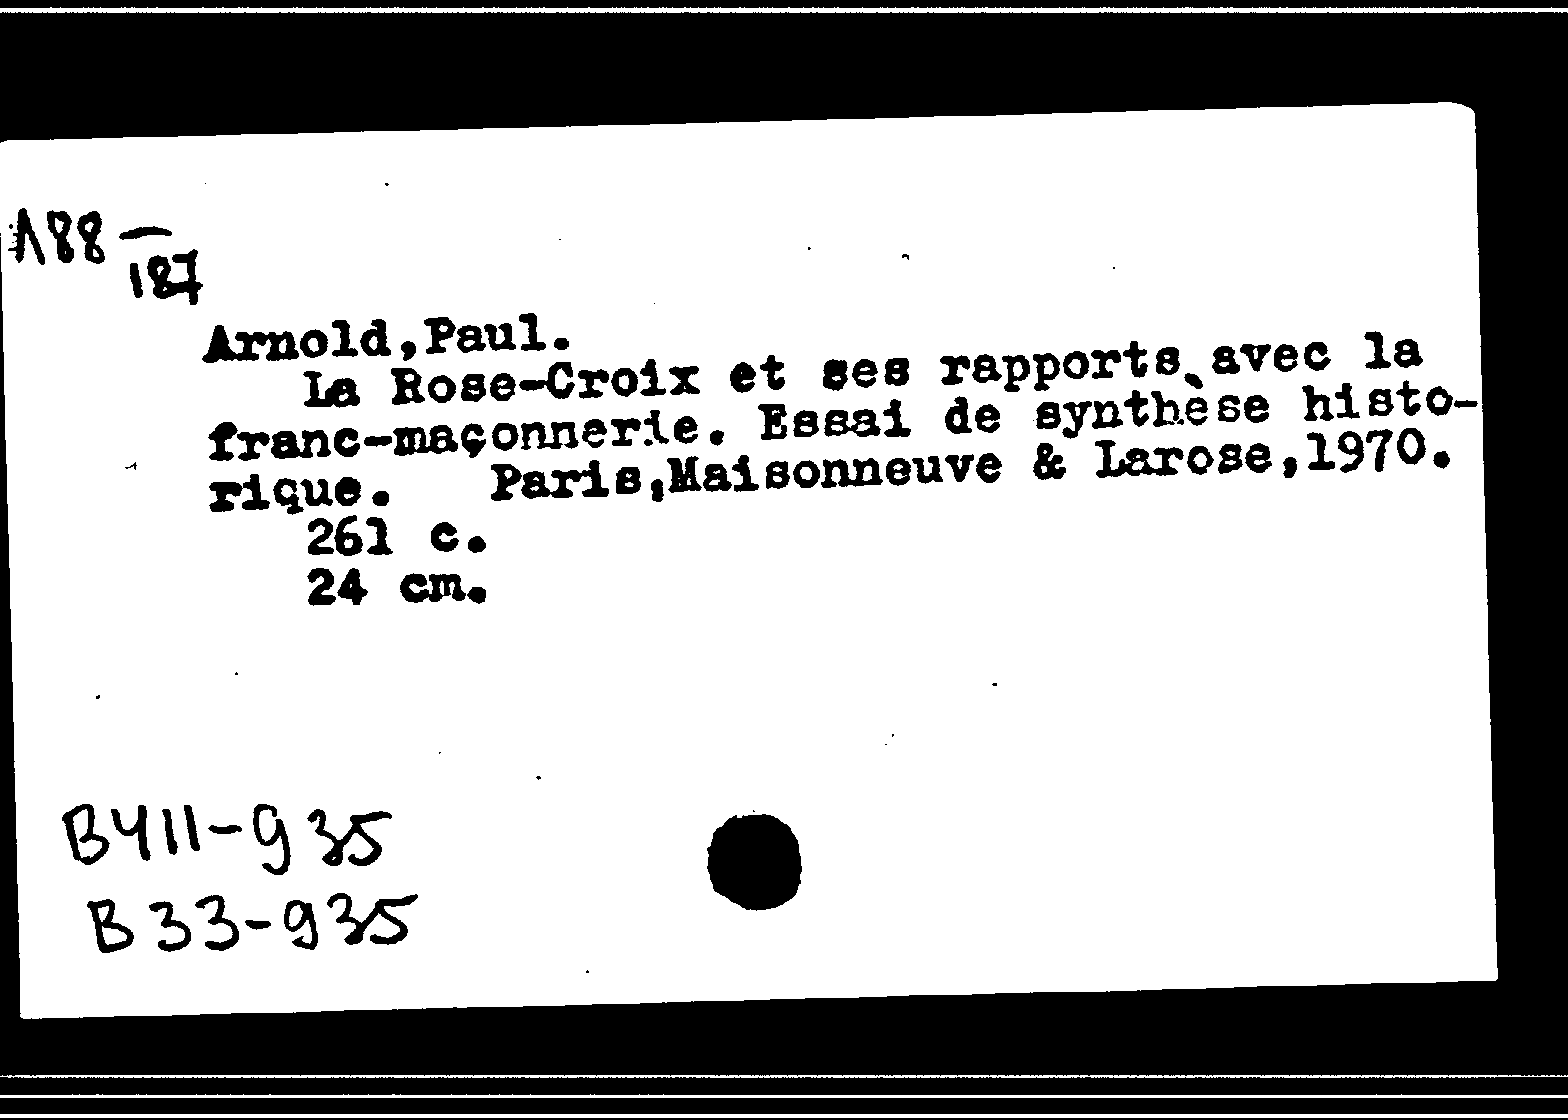 A88-
187
Arnold,Paul.
La Rose-Croix et ses rapports avec la
franc-maçonnerie. Essai de synthèse histo-
rique. Paris,Maisonneuve & Larose,1970.
261 c.
24 cm.
B411-935
B33-935